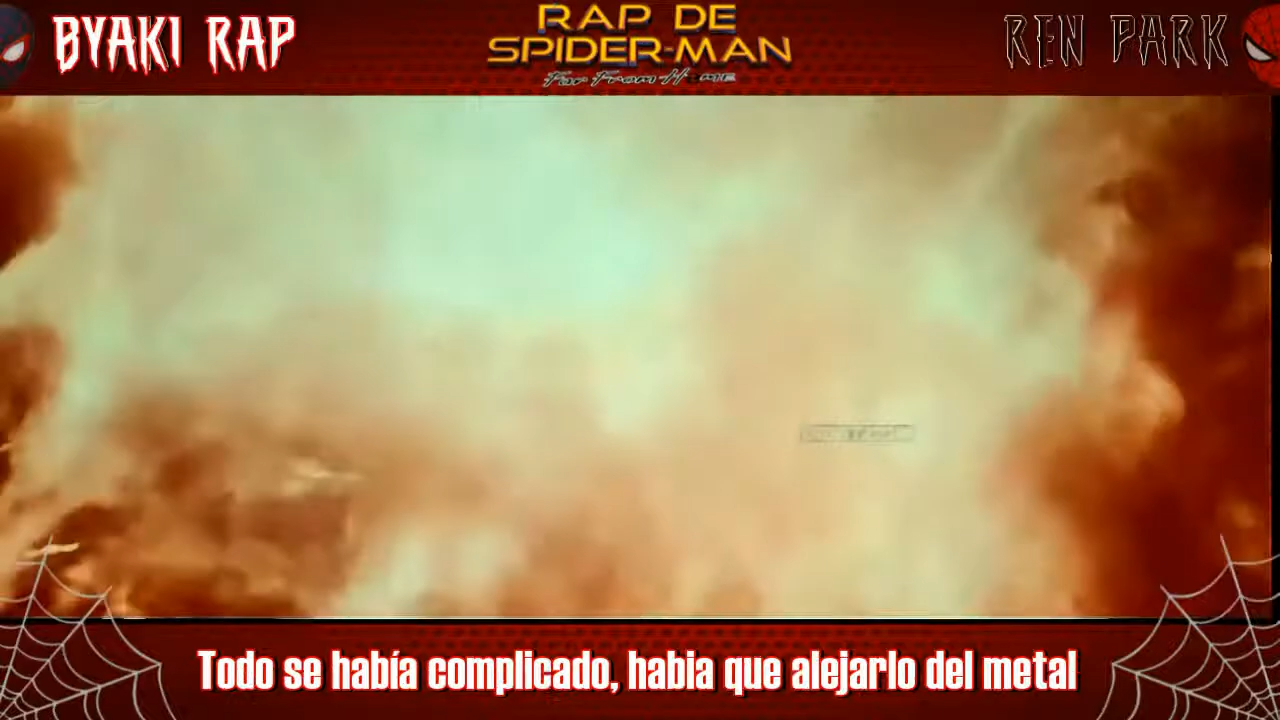 BYAKI RAP
RAP DE
SPIDER-MAN
Far From Home
REN PARK
Todo se había complicado, habia que alejarlo del metal